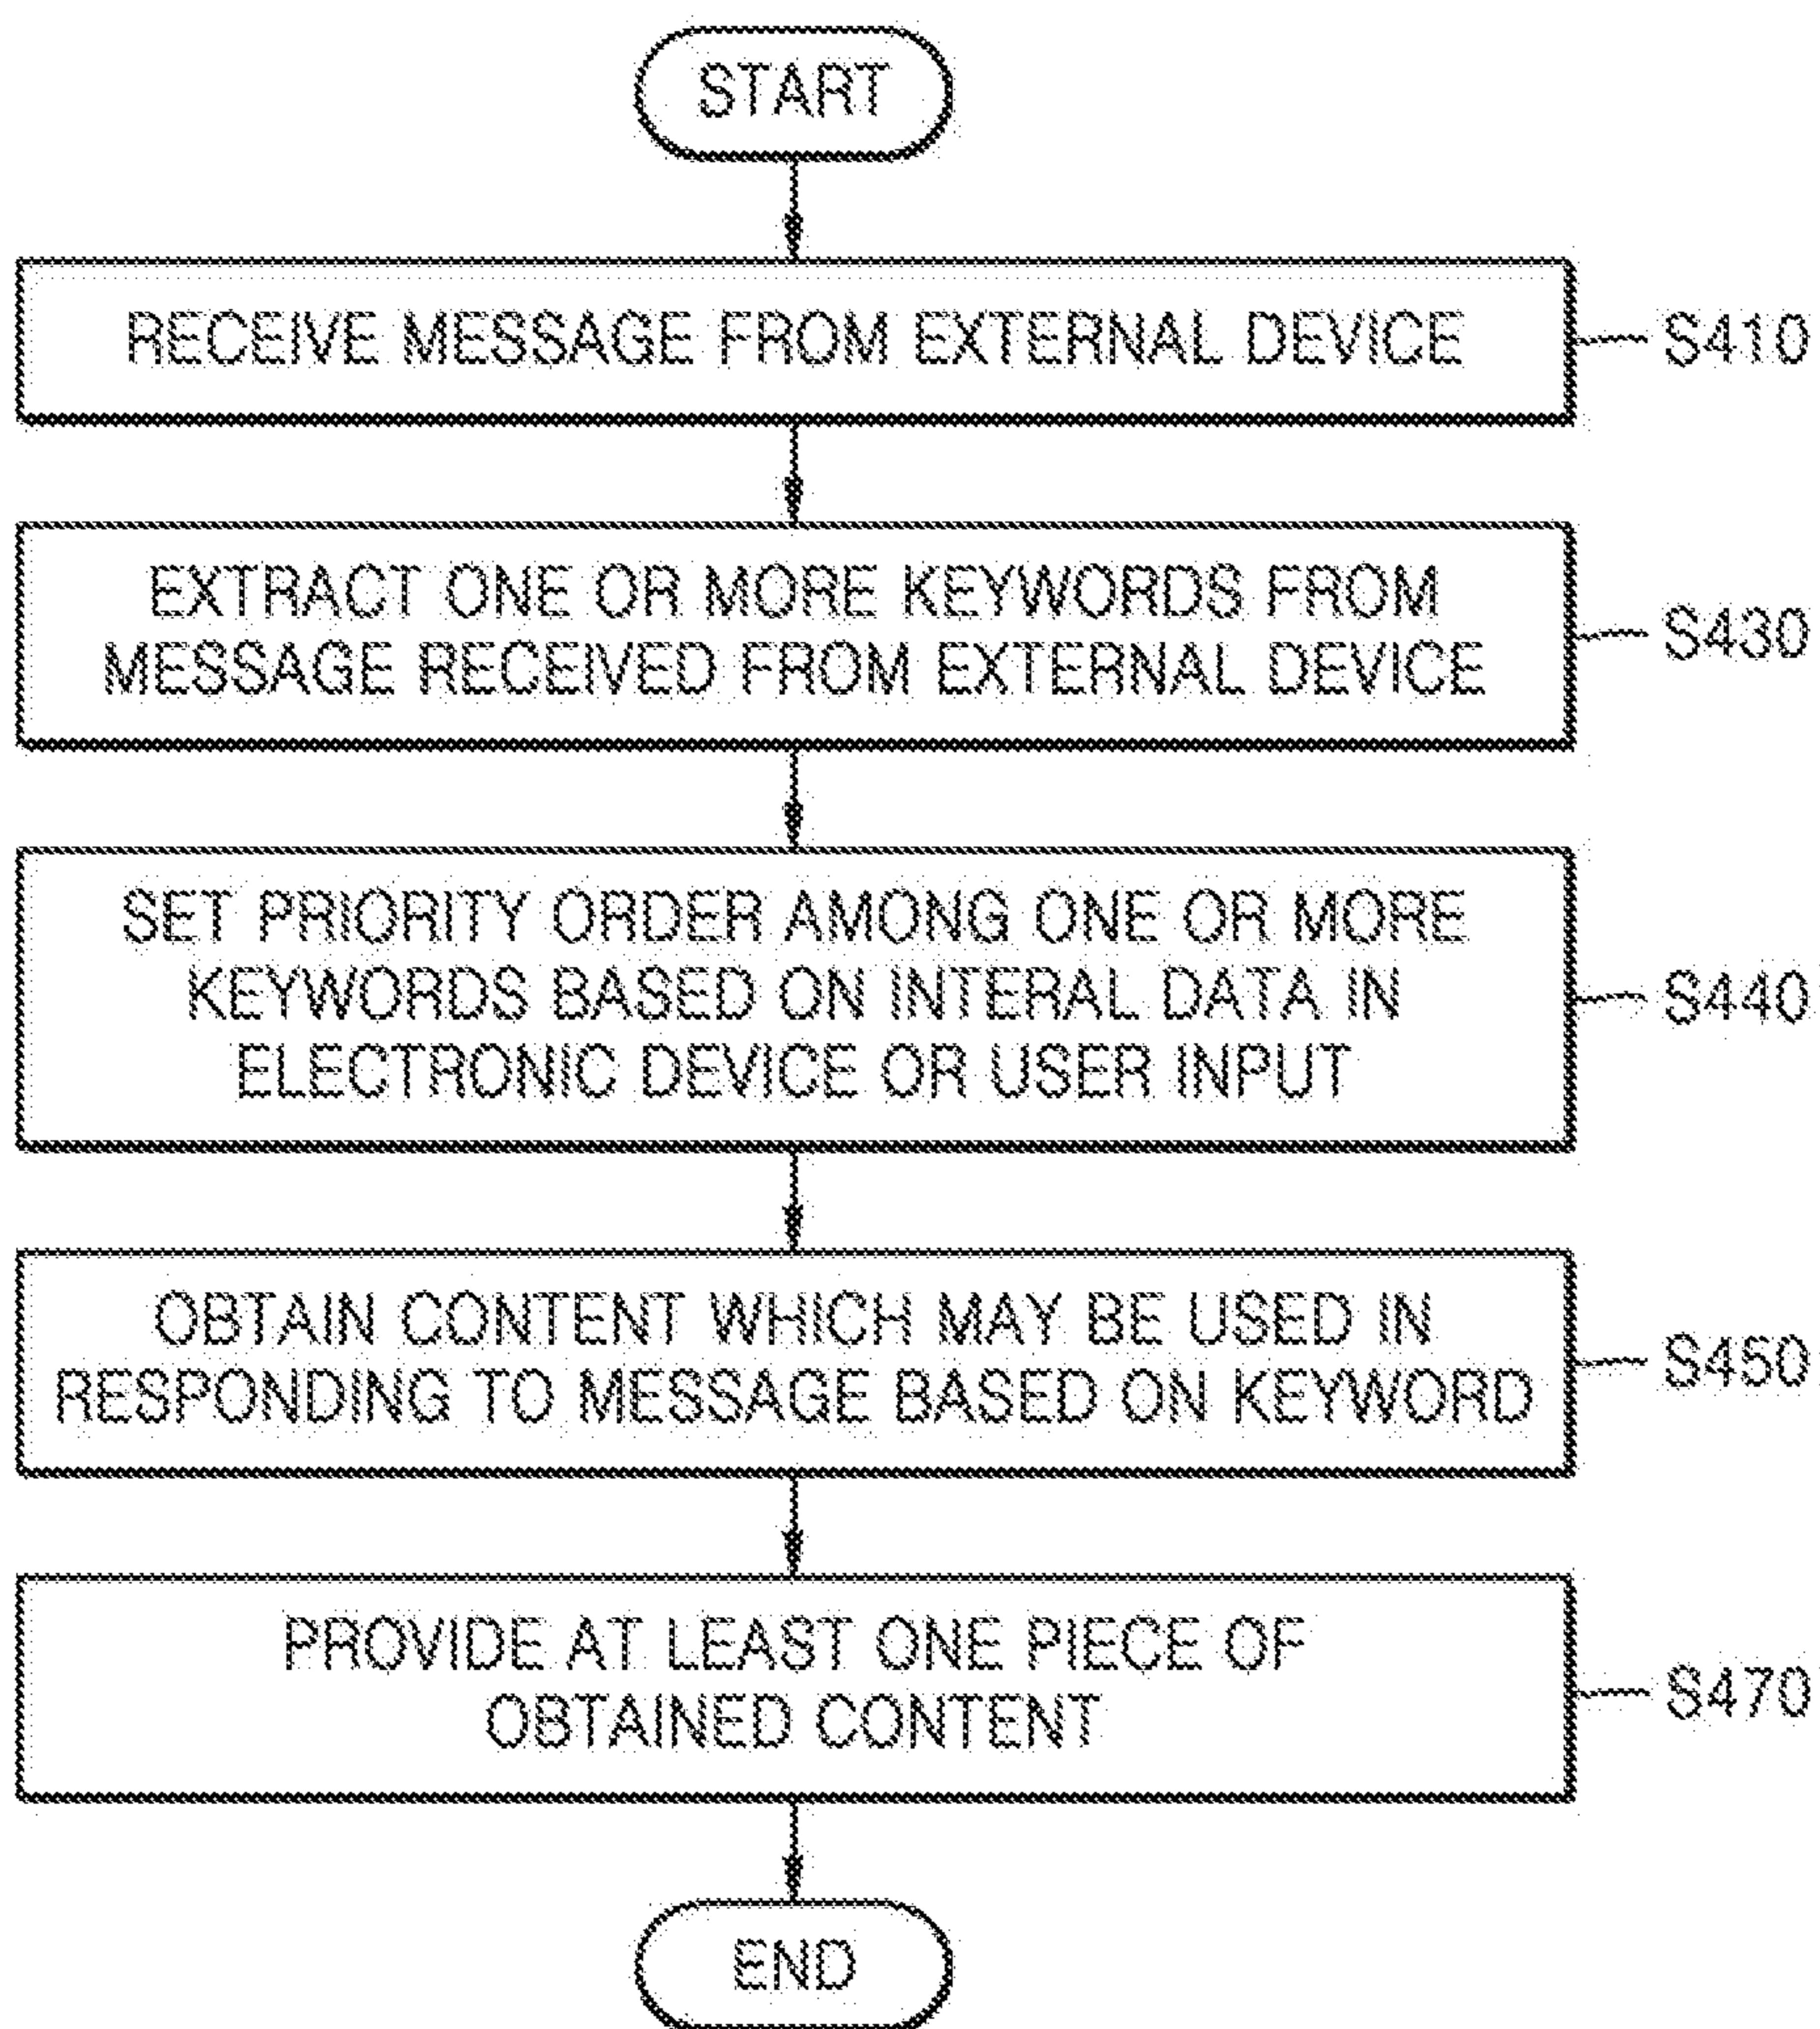 START
RECEIVE MESSAGE FROM EXTERNAL DEVICE
S410
EXTRACT ONE OR MORE KEYWORDS FROM
MESSAGE RECEIVED FROM EXTERNAL DEVICE
S430
SET PRIORITY ORDER AMONG ONE OR MORE
KEYWORDS BASED ON INTERAL DATA IN
ELECTRONIC DEVICE OR USER INPUT
S440
OBTAIN CONTENT WHICH MAY BE USED IN
RESPONDING TO MESSAGE BASED ON KEYWORD
S450
PROVIDE AT LEAST ONE PIECE OF
OBTAINED CONTENT
S470
END